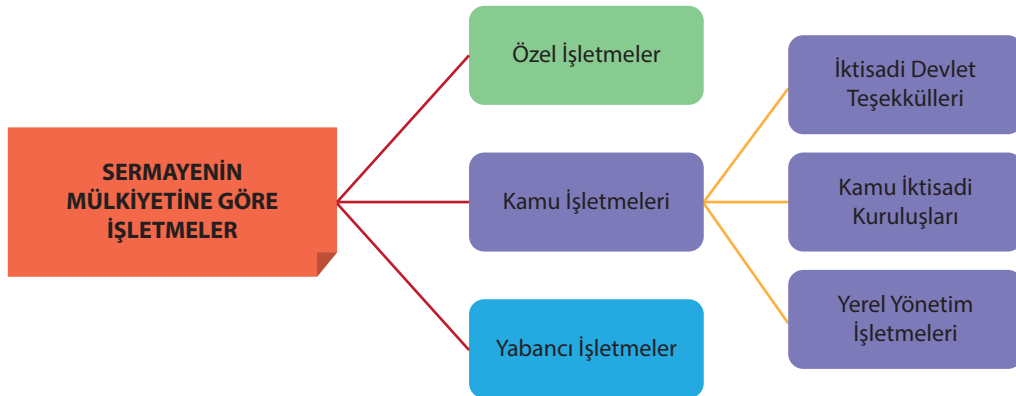 SERMAYENİN
MÜLKİYETİNE GÖRE
İŞLETMELER
Özel İşletmeler
Kamu İşletmeleri
Yabancı İşletmeler
İktisadi Devlet
Teşekkülleri
Kamu İktisadi
Kuruluşları
Yerel Yönetim
İşletmeleri